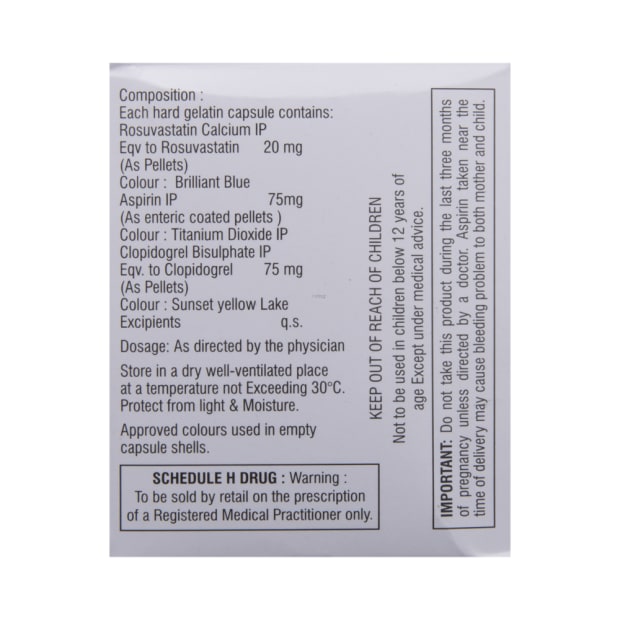 Composition :
Each hard gelatin capsule contains:
Rosuvastatin Calcium IP
Eqv to Rosuvastatin 20 mg
(As Pellets)
Colour : Brilliant Blue
Aspirin IP 75mg
(As enteric coated pellets )
Colour : Titanium Dioxide IP
Clopidogrel Bisulphate IP
Eqv. to Clopidogrel 75 mg
(As Pellets)
Colour : Sunset yellow Lake
Excipients q.s.
Dosage: As directed by the physician
Store in a dry well-ventilated place
at a temperature not Exceeding 30°C.
Protect from light & Moisture.
Approved colours used in empty
capsule shells.
SCHEDULE H DRUG : Warning :
To be sold by retail on the prescription
of a Registered Medical Practitioner only.
KEEP OUT OF REACH OF CHILDREN
Not to be used in children below 12 years of
age Except under medical advice.
IMPORTANT: Do not take this product during the last three months
of pregnancy unless directed by a doctor. Aspirin taken near the
time of delivery may cause bleeding problem to both mother and child.